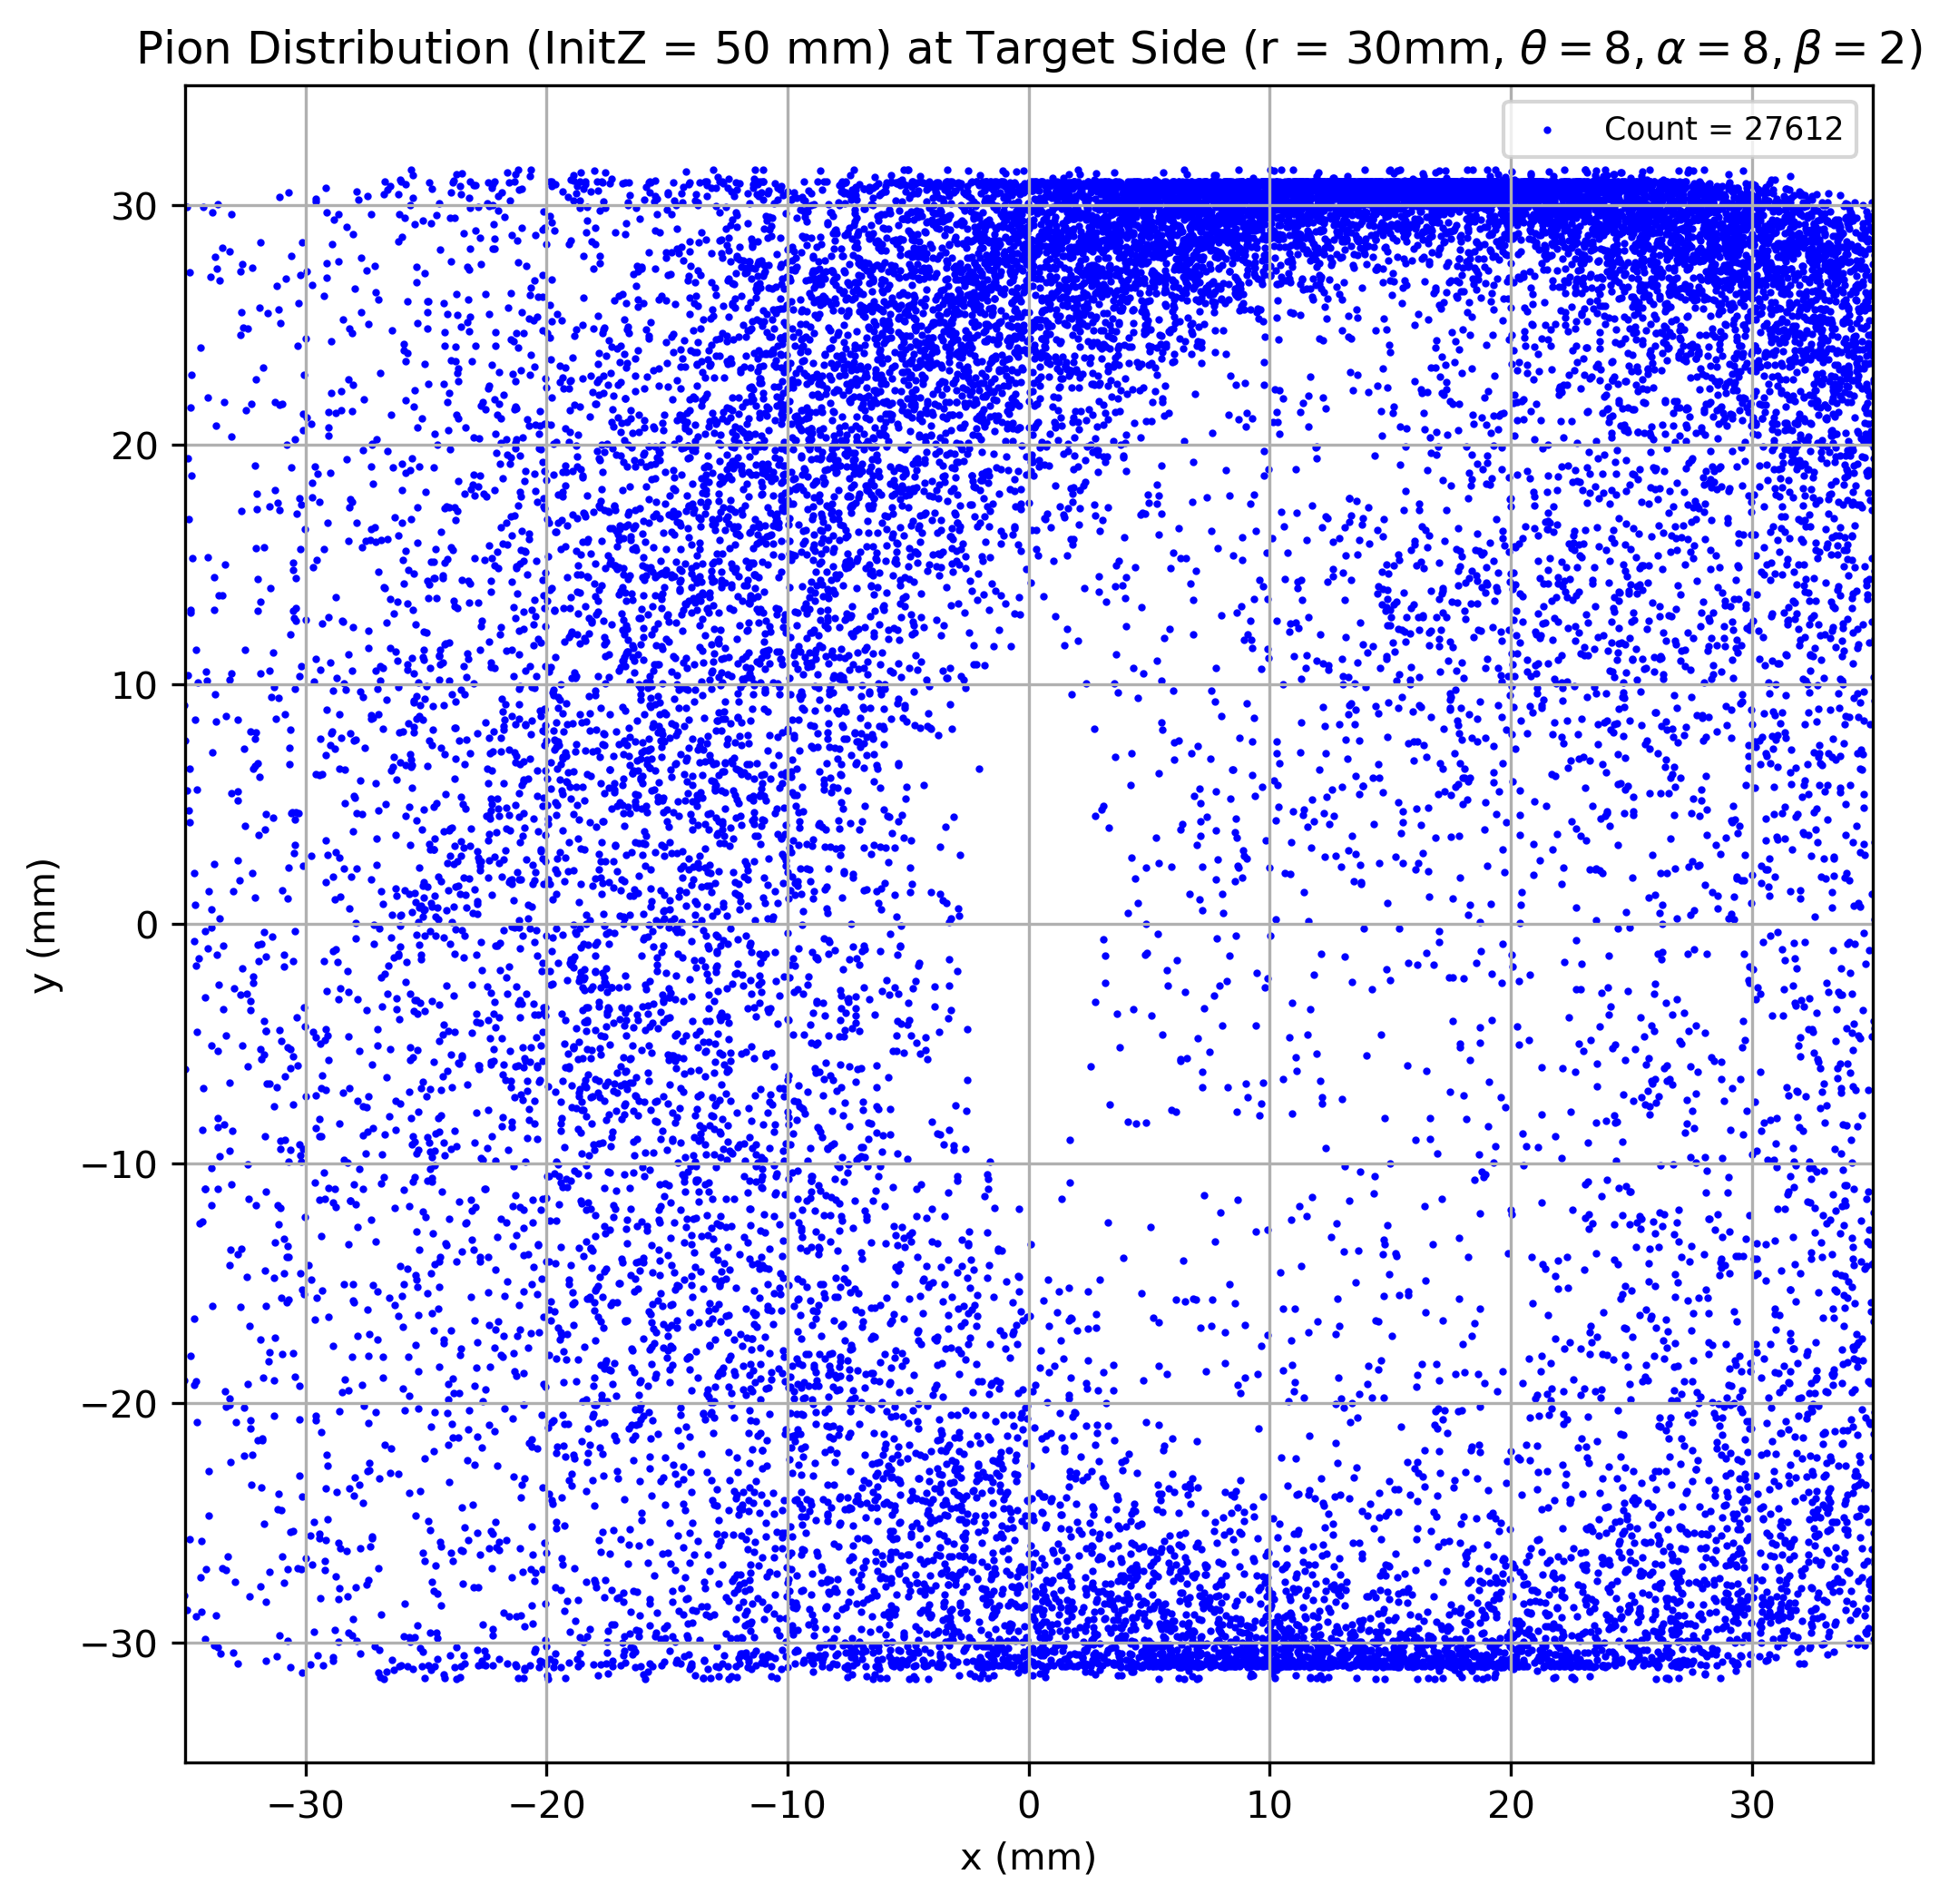 Pion Distribution (InitZ = 50 mm) at Target Side (r = 30mm, θ = 8, α = 8, β = 2)
Count = 27612
30
20
10
0
−10
−20
−30
y (mm)
−30 −20 −10 0 10 20 30
x (mm)